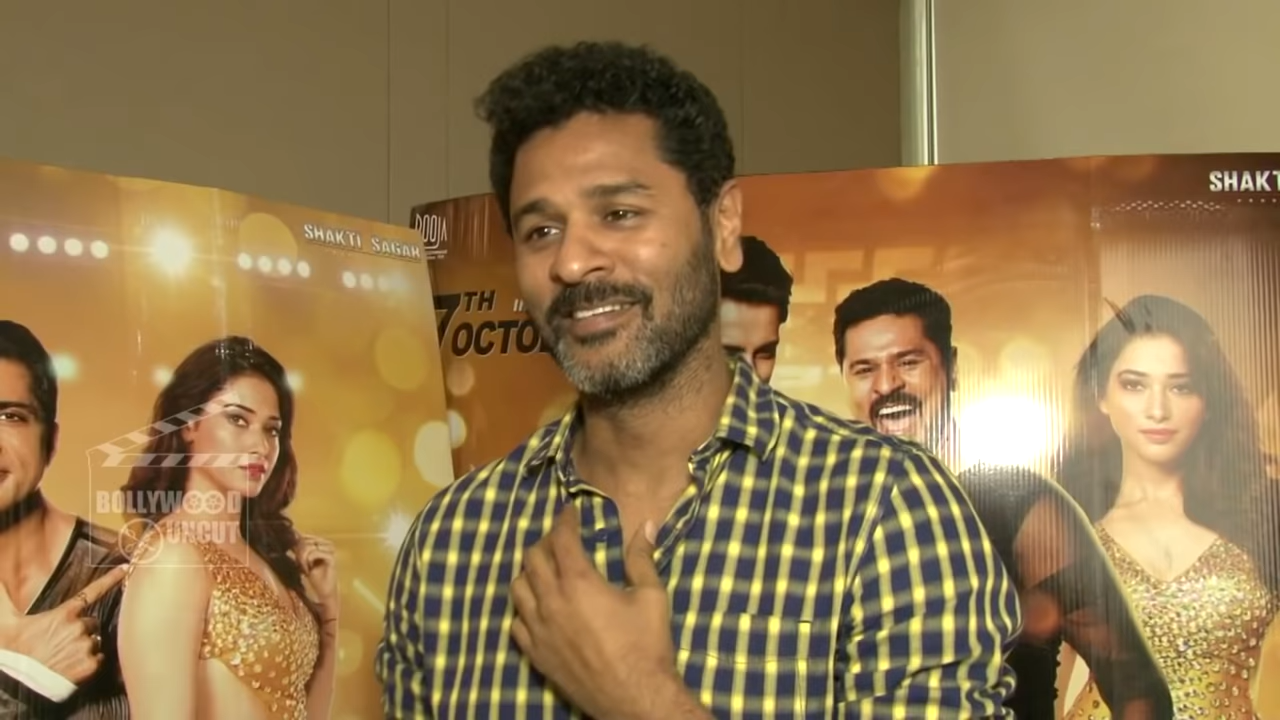 SHAKTI SAGAR
POOJA
7TH
OCTO
SHAKT
BOLLYWOOD
UNCUT